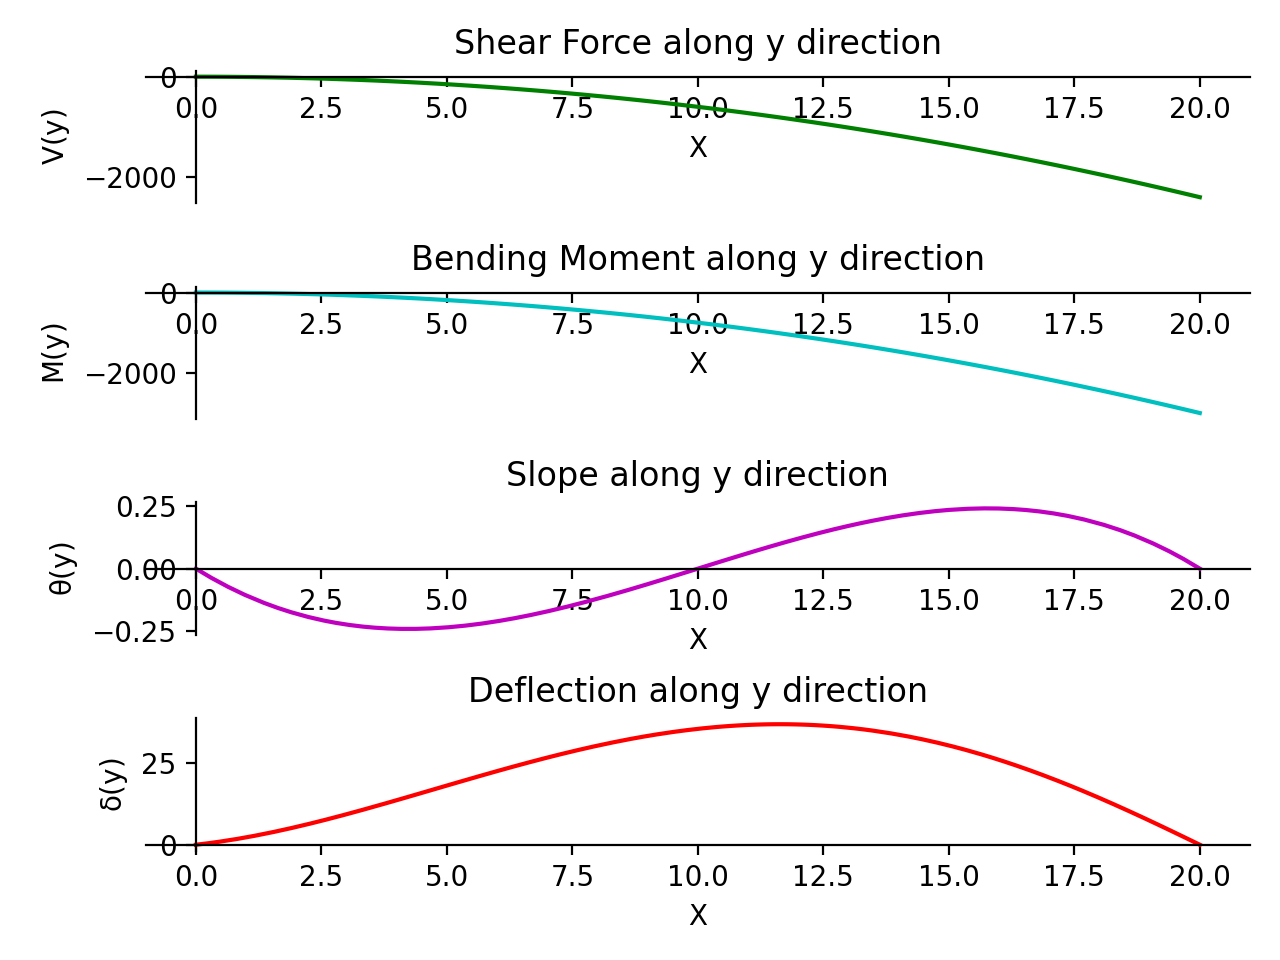 Shear Force along y direction
V(y)
0
−2000
0.0 2.5 5.0 7.5 10.0 12.5 15.0 17.5 20.0
X
Bending Moment along y direction
M(y)
0
−2000
0.0 2.5 5.0 7.5 10.0 12.5 15.0 17.5 20.0
X
Slope along y direction
θ(y)
0.25
0.00
−0.25
0.0 2.5 5.0 7.5 10.0 12.5 15.0 17.5 20.0
X
Deflection along y direction
δ(y)
25
0
0.0 2.5 5.0 7.5 10.0 12.5 15.0 17.5 20.0
X